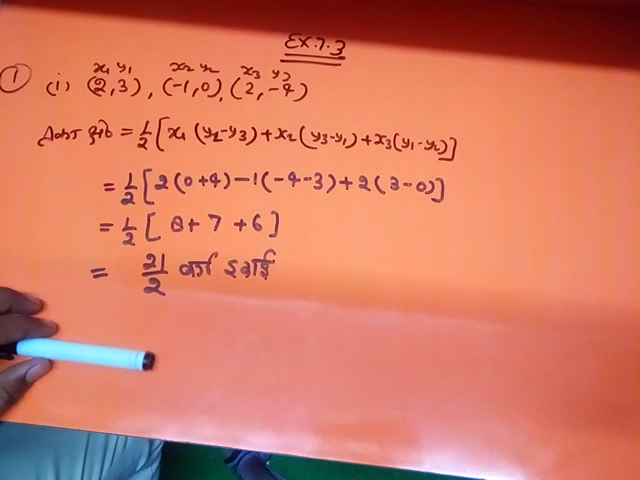 Ex.7.3
x₁ y₁ x₂ y₂ x₃ y₃
① (i) (2,3), (-1,0), (2,-4)
= 1/2 [x₁(y₂-y₃)+x₂(y₃-y₁)+x₃(y₁-y₂)]
= 1/2 [2(0+4)-1(-4-3)+2(3-0)]
= 1/2 [8+7+6]
= 21/2 वर्ग इकाई